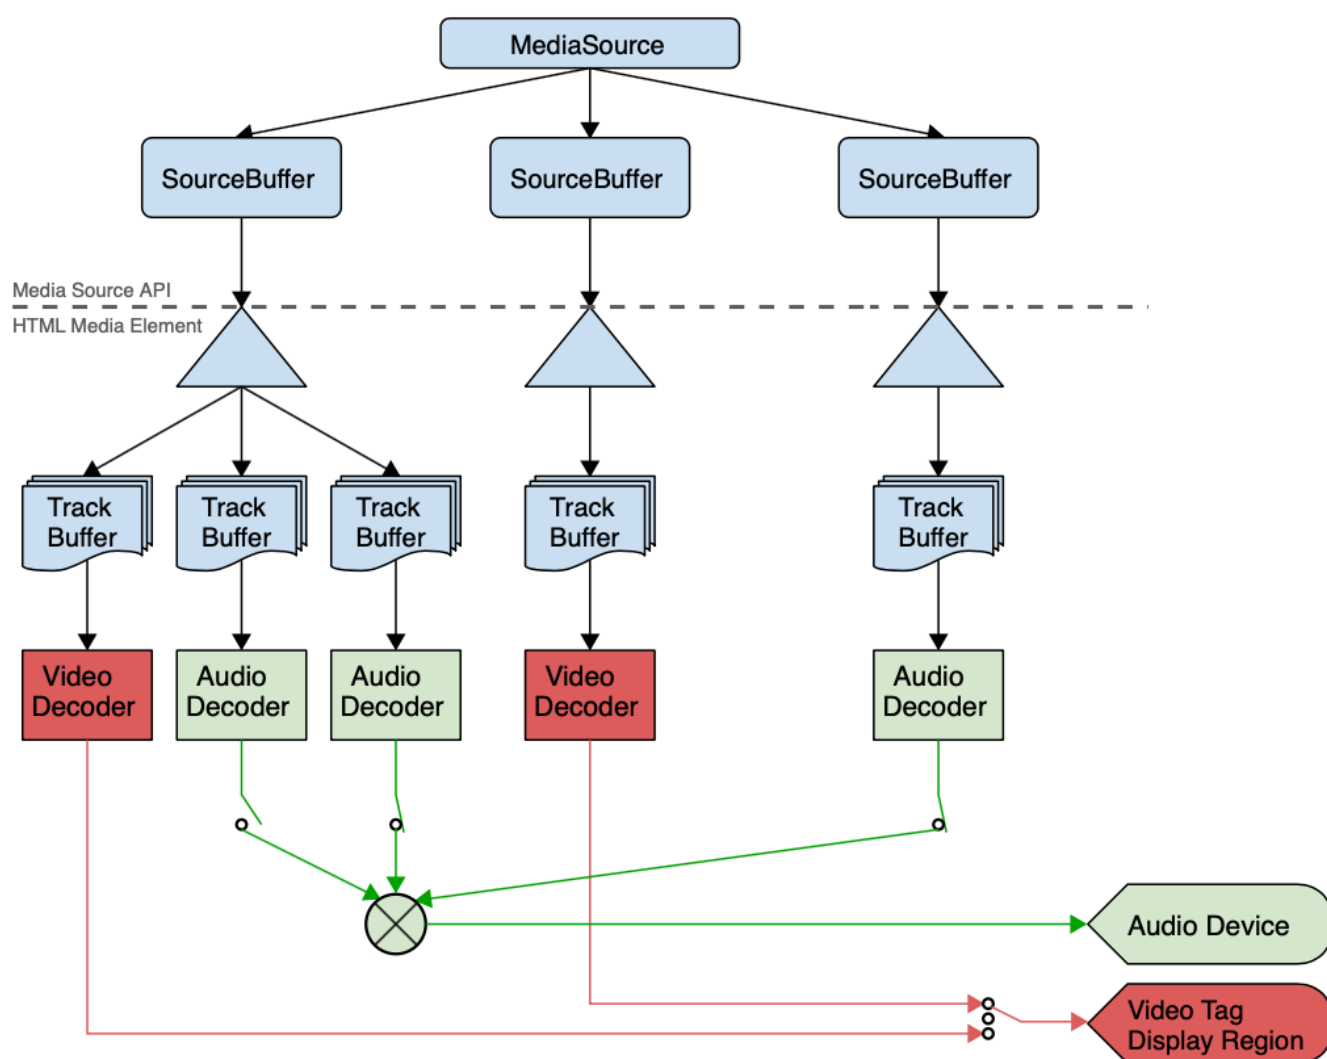 MediaSource
SourceBuffer
SourceBuffer
SourceBuffer
Media Source API
HTML Media Element
Track
Buffer
Track
Buffer
Track
Buffer
Track
Buffer
Track
Buffer
Video
Decoder
Audio
Decoder
Audio
Decoder
Video
Decoder
Audio
Decoder
Audio Device
Video Tag
Display Region